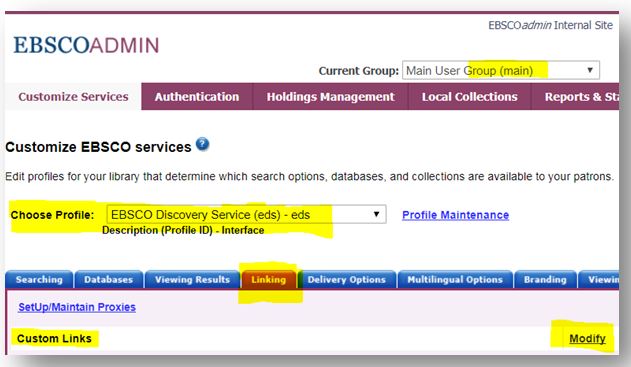 EBSCOadmin Internal Site
EBSCOADMIN
Current Group: Main User Group (main)
Customize Services Authentication Holdings Management Local Collections Reports & Sta
Customize EBSCO services ?
Edit profiles for your library that determine which search options, databases, and collections are available to your patrons.
Choose Profile: EBSCO Discovery Service (eds) - eds Profile Maintenance
Description (Profile ID) - Interface
Searching Databases Viewing Results Linking Delivery Options Multilingual Options Branding Viewin
SetUp/Maintain Proxies
Custom Links Modify